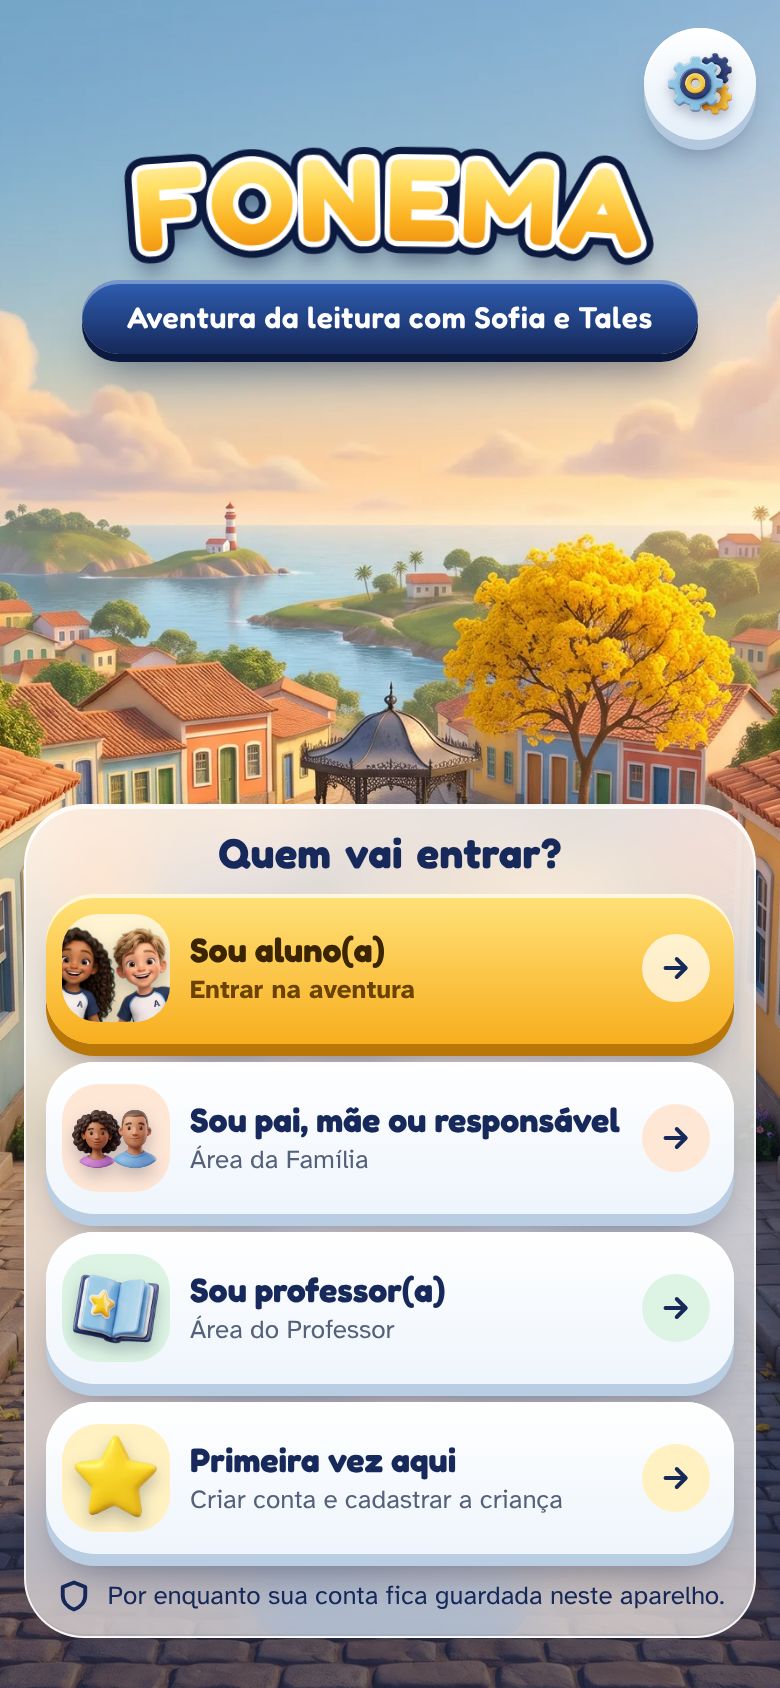 FONEMA
Aventura da leitura com Sofia e Tales
Quem vai entrar?
Sou aluno(a)
Entrar na aventura
A
A
Sou pai, mãe ou responsável
Área da Família
Sou professor(a)
Área do Professor
Primeira vez aqui
Criar conta e cadastrar a criança
Por enquanto sua conta fica guardada neste aparelho.